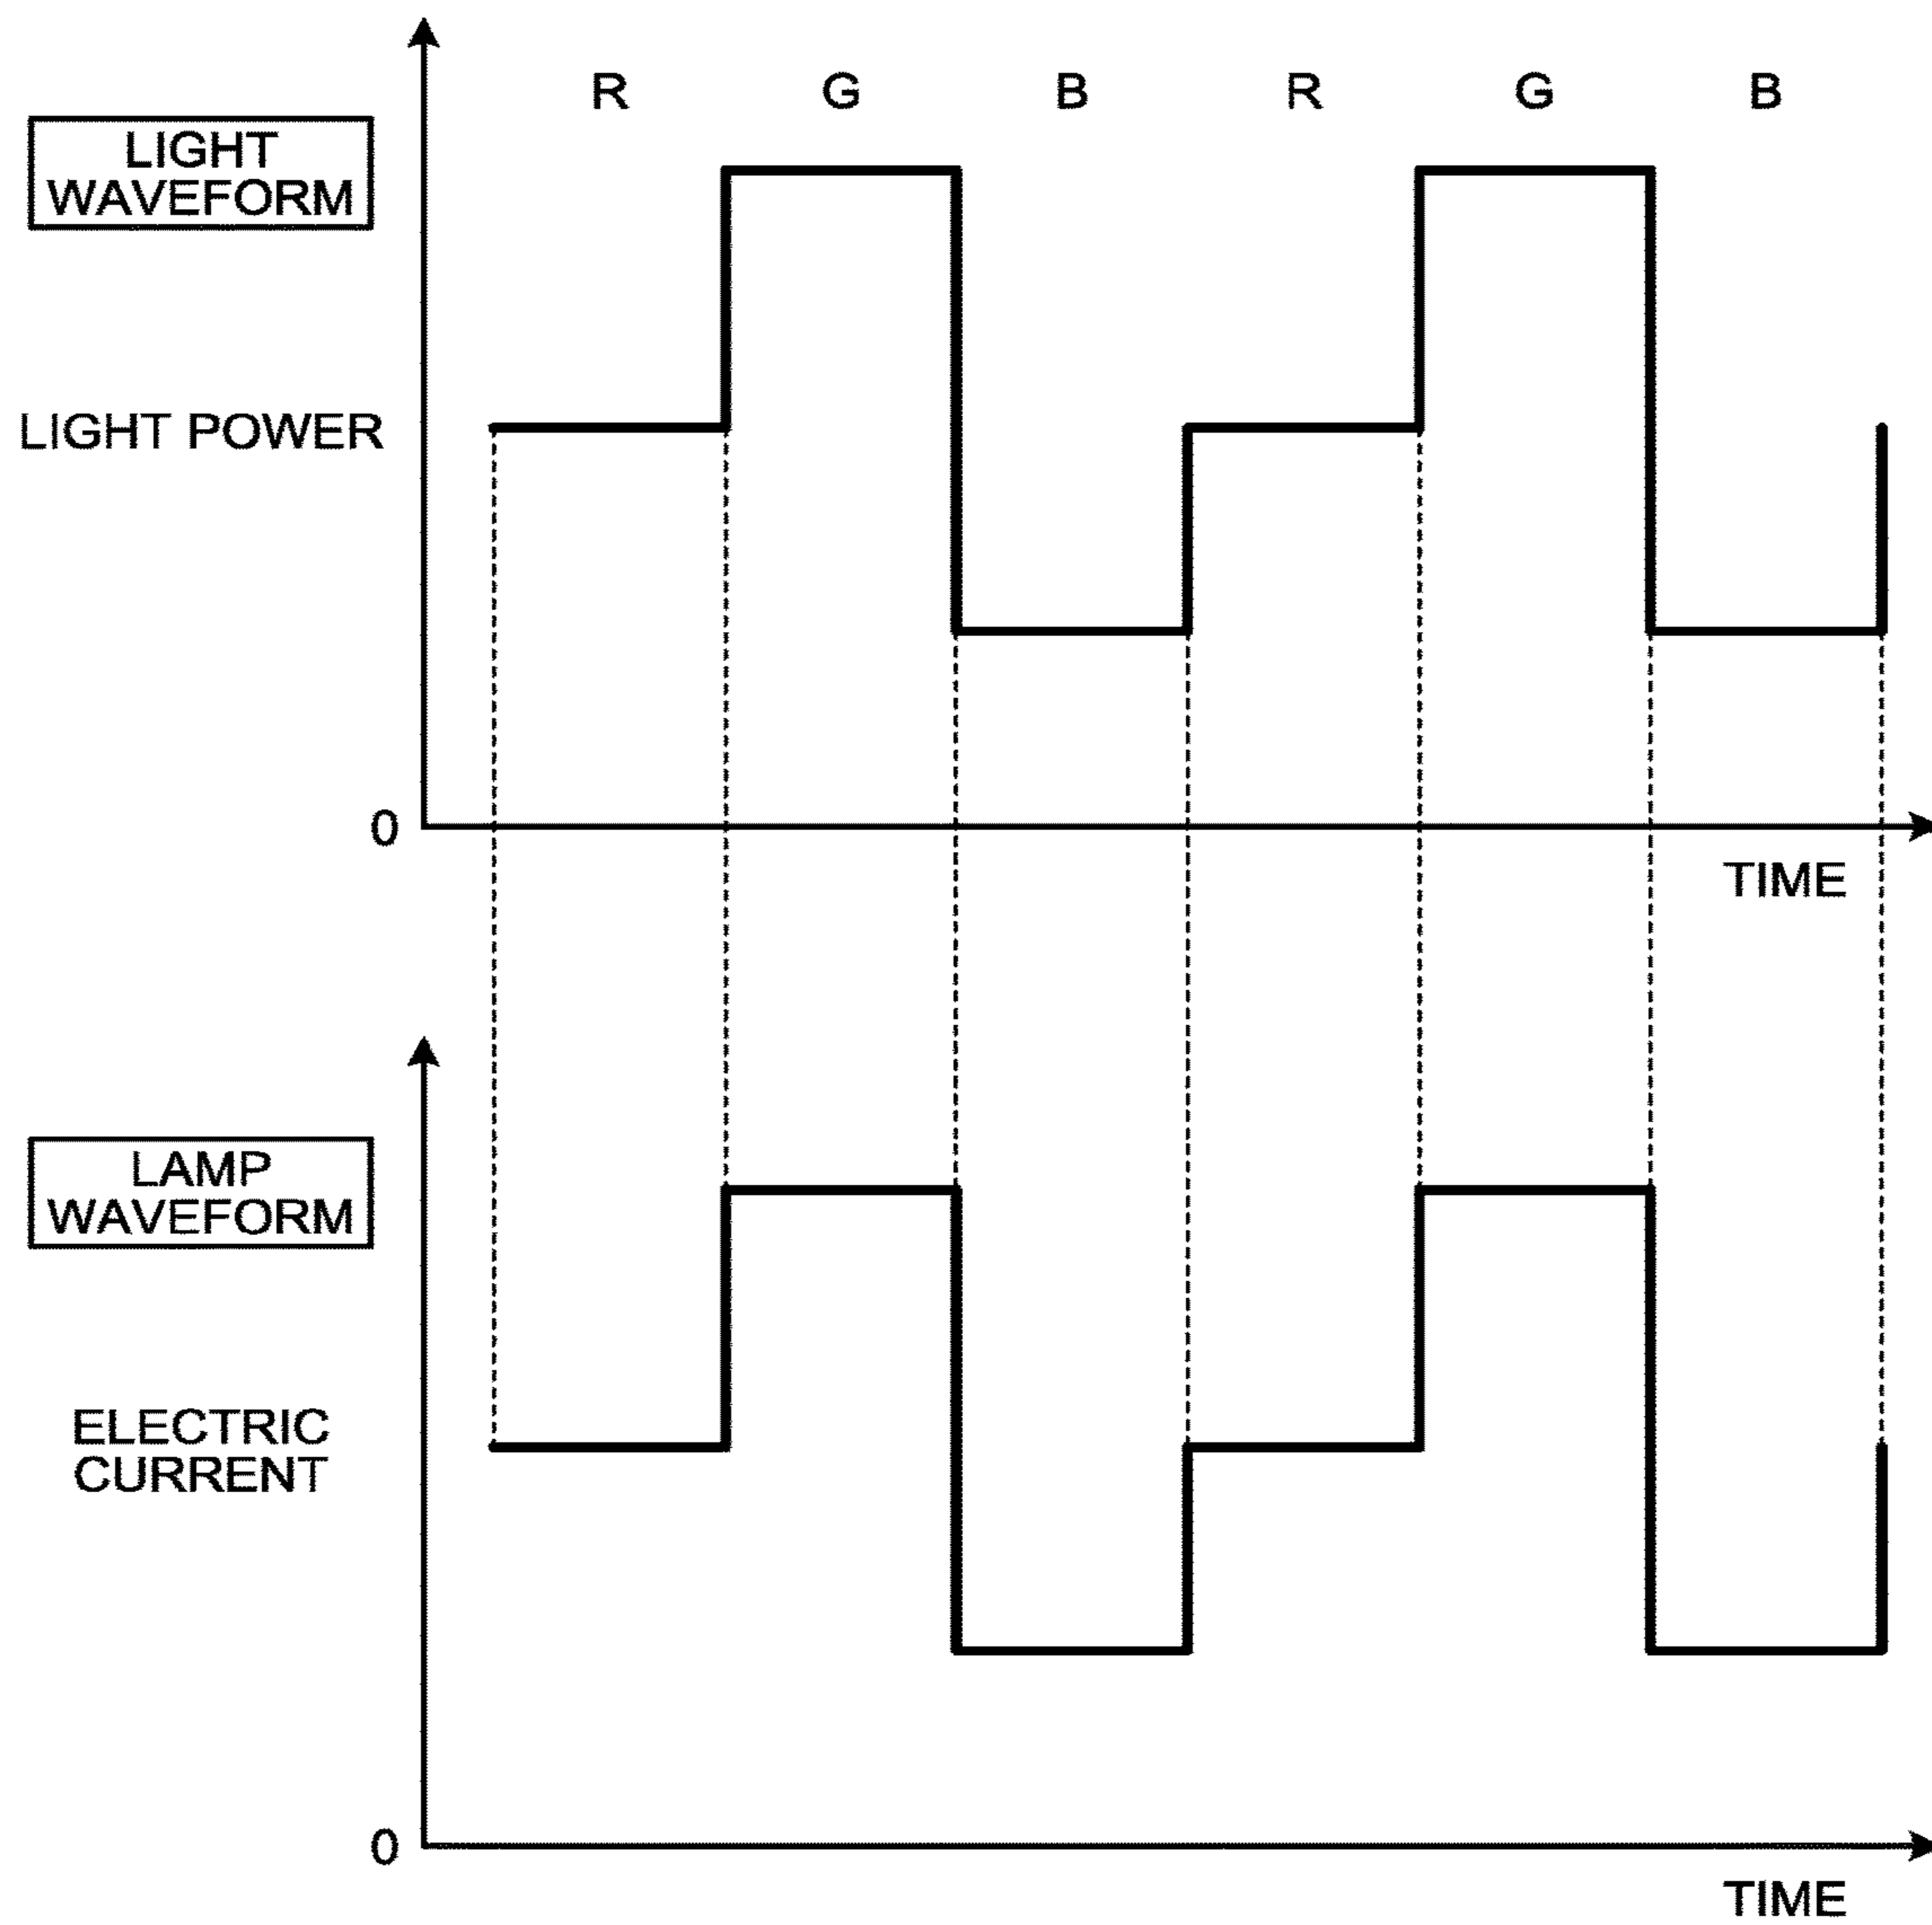 R G B R G B
LIGHT
WAVEFORM
LIGHT POWER
0
TIME
LAMP
WAVEFORM
ELECTRIC
CURRENT
0
TIME